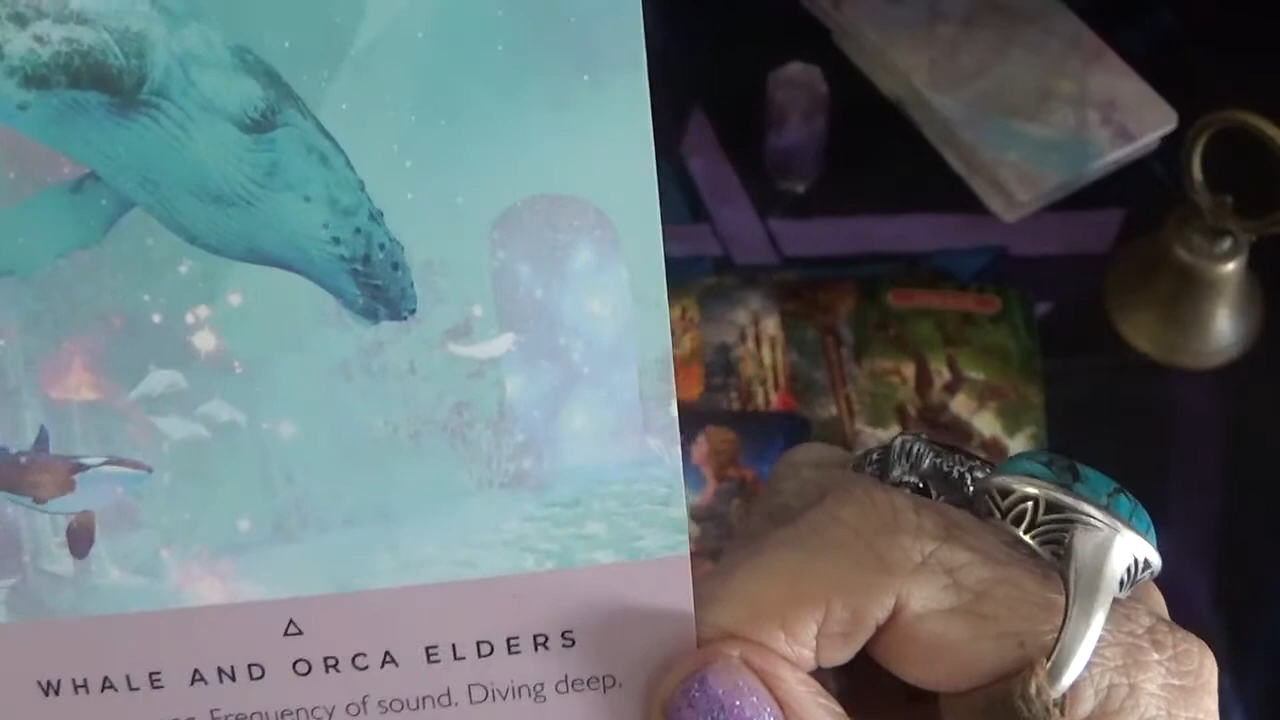 WHALE AND ORCA ELDERS
Frequency of sound. Diving deep.